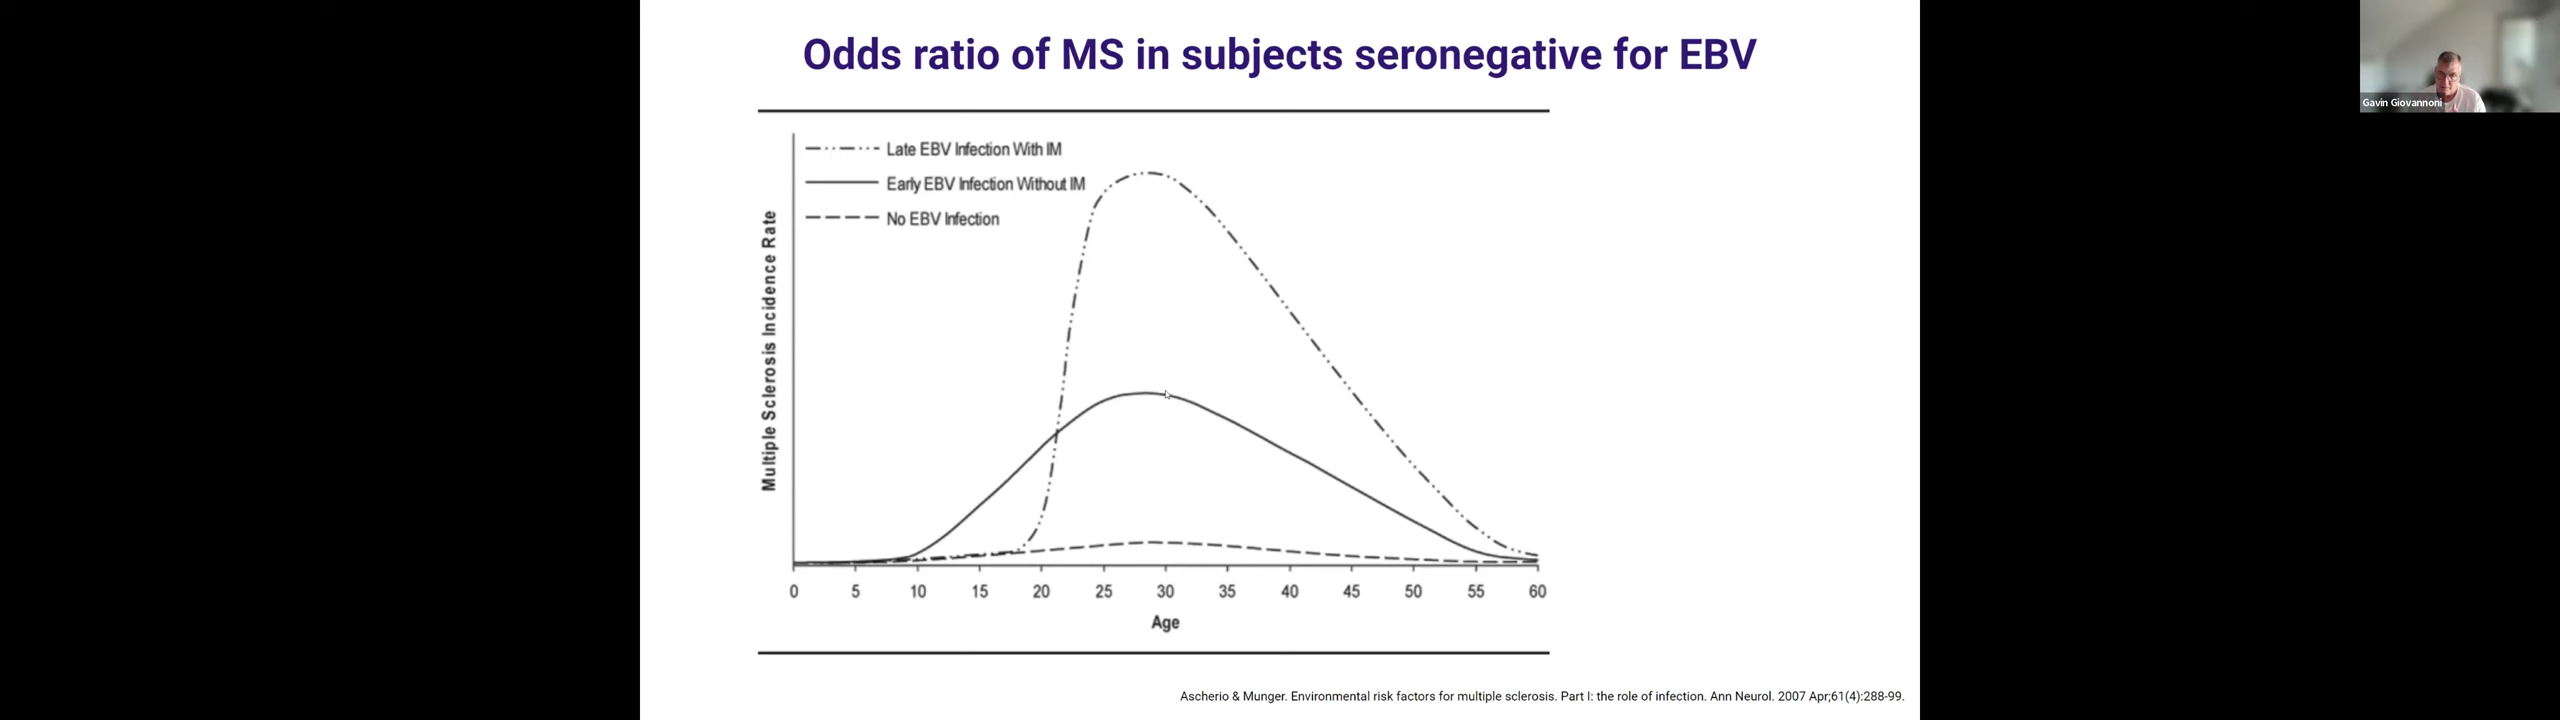 Odds ratio of MS in subjects seronegative for EBV
Gavin Giovannoni
Late EBV Infection With IM
Early EBV Infection Without IM
No EBV Infection
Multiple Sclerosis Incidence Rate
0 5 10 15 20 25 30 35 40 45 50 55 60
Age
Ascherio & Munger. Environmental risk factors for multiple sclerosis. Part I: the role of infection. Ann Neurol. 2007 Apr;61(4):288-99.